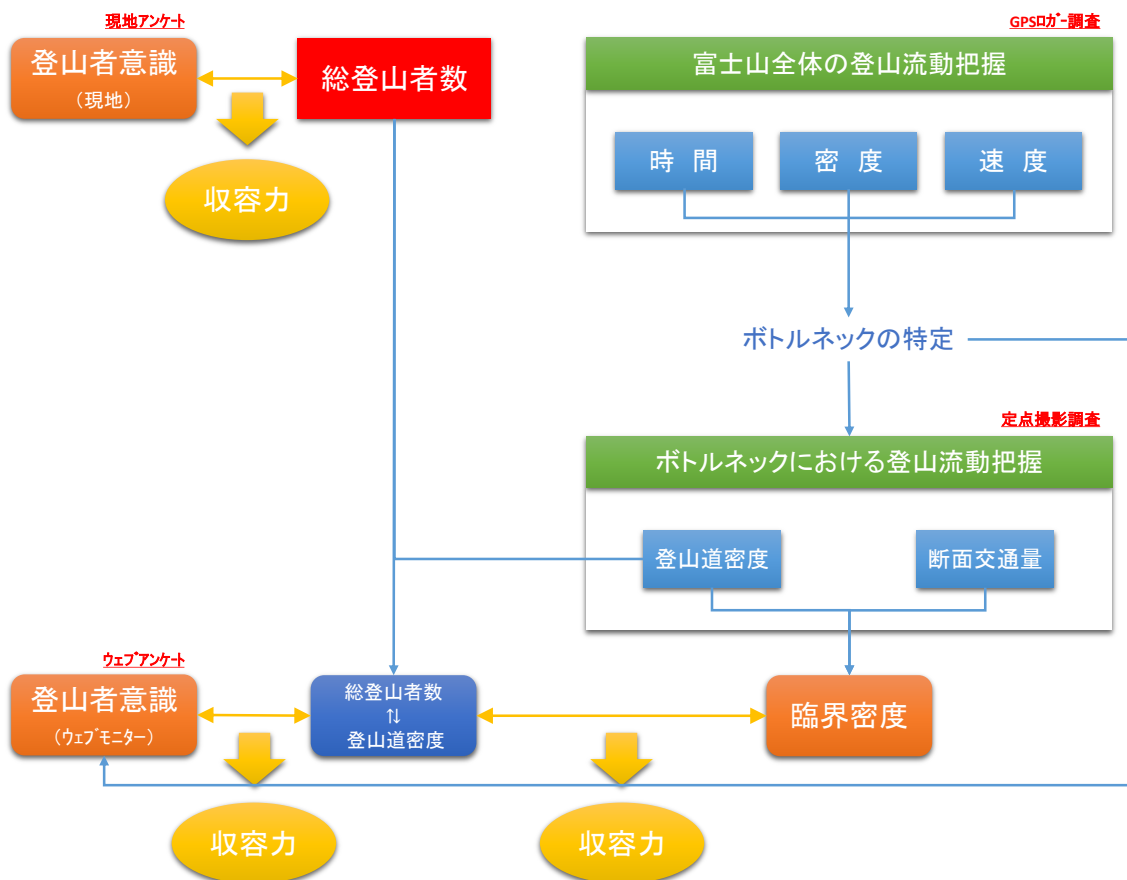 現地アンケート
登山者意識
（現地）
総登山者数
収容力
GPSﾛｶﾞｰ調査
富士山全体の登山流動把握
時　間
密　度
速　度
ボトルネックの特定
定点撮影調査
ボトルネックにおける登山流動把握
登山道密度
断面交通量
ウェブアンケート
登山者意識
（ウェブモニター）
総登山者数
⇅
登山道密度
臨界密度
収容力
収容力